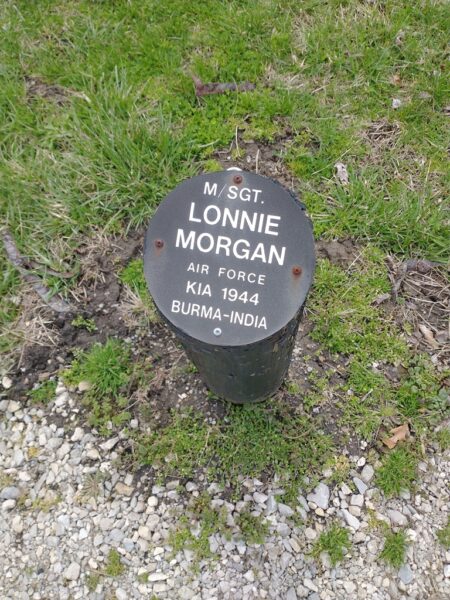 M/SGT.
LONNIE
MORGAN
AIR FORCE
KIA 1944
BURMA-INDIA